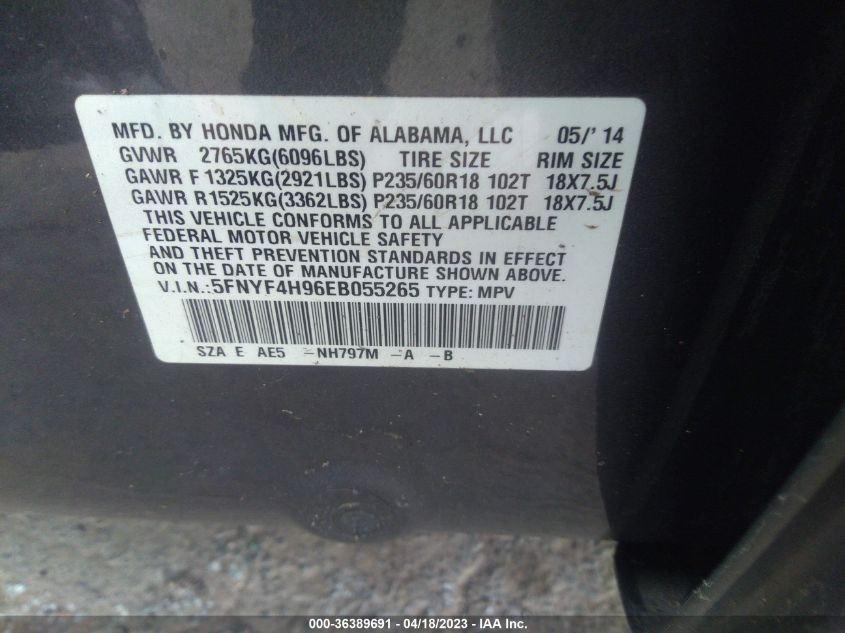 MFD. BY HONDA MFG. OF ALABAMA, LLC 05/'14
GVWR 2765KG(6096LBS) TIRE SIZE RIM SIZE
GAWR F 1325KG(2921LBS) P235/60R18 102T 18X7.5J
GAWR R1525KG(3362LBS) P235/60R18 102T 18X7.5J
THIS VEHICLE CONFORMS TO ALL APPLICABLE
FEDERAL MOTOR VEHICLE SAFETY
AND THEFT PREVENTION STANDARDS IN EFFECT
ON THE DATE OF MANUFACTURE SHOWN ABOVE.
V.I.N.:5FNYF4H96EB055265 TYPE: MPV
SZA E AE5 -NH797M -A -B
000-36389691 - 04/18/2023 - IAA Inc.